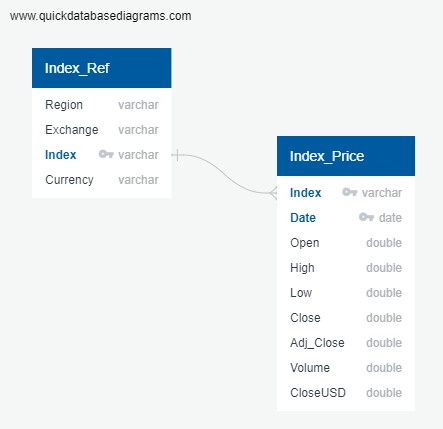 www.quickdatabasediagrams.com
Index_Ref
Region varchar
Exchange varchar
Index varchar
Currency varchar
Index_Price
Index varchar
Date date
Open double
High double
Low double
Close double
Adj_Close double
Volume double
CloseUSD double